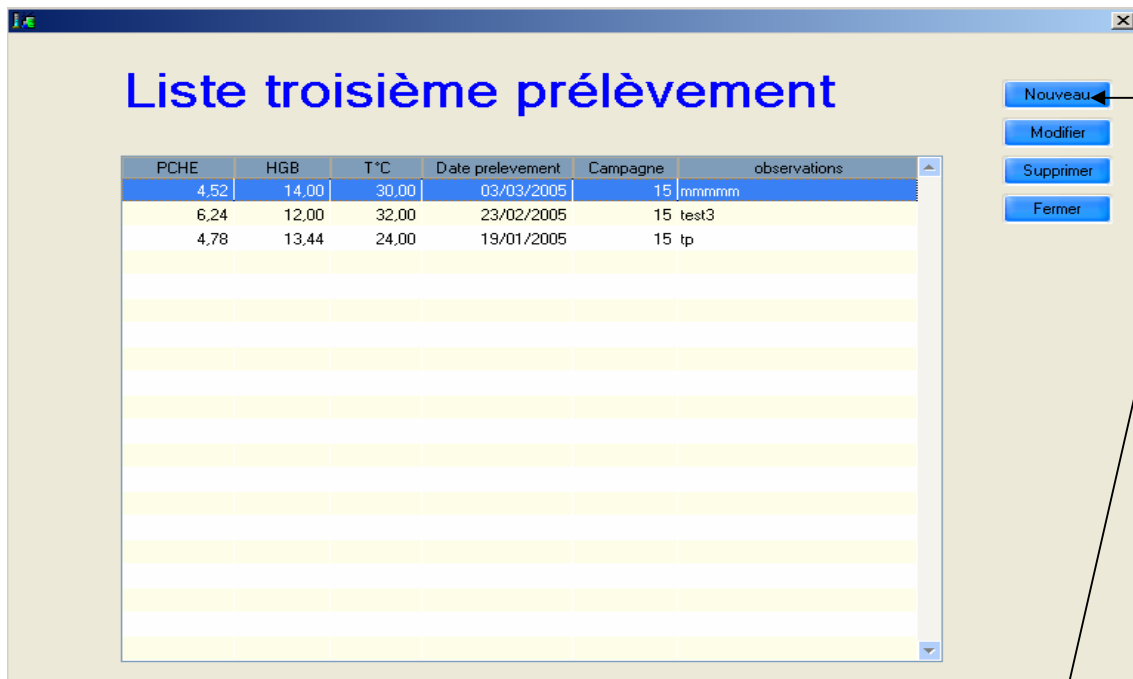 Liste troisième prélèvement
Nouveau
Modifier
Supprimer
Fermer
PCHE HGB T°C Date prelevement Campagne observations
4,52 14,00 30,00 03/03/2005 15 mmmmm
6,24 12,00 32,00 23/02/2005 15 test3
4,78 13,44 24,00 19/01/2005 15 tp